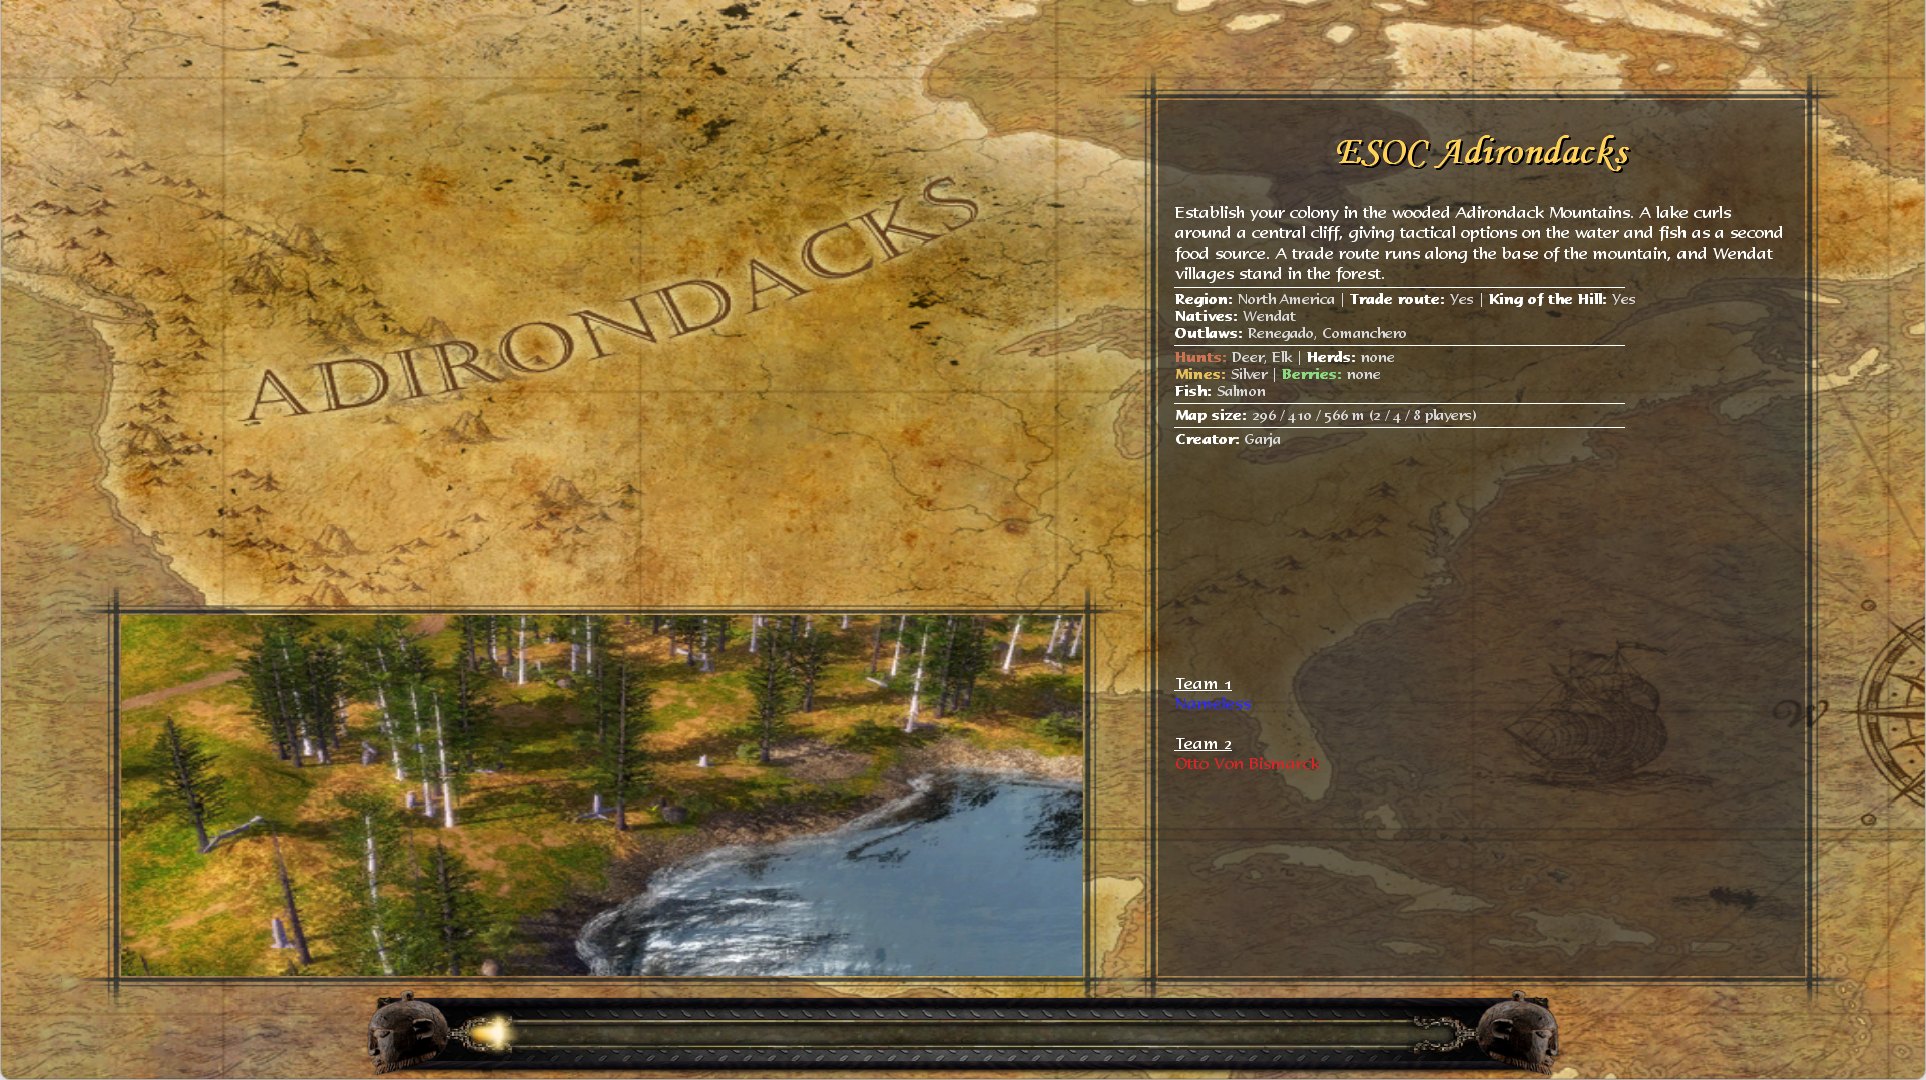 ADIRONDACKS
ESOC Adirondacks
Establish your colony in the wooded Adirondack Mountains. A lake curls
around a central cliff, giving tactical options on the water and fish as a second
food source. A trade route runs along the base of the mountain, and Wendat
villages stand in the forest.
Region: North America | Trade route: Yes | King of the Hill: Yes
Natives: Wendat
Outlaws: Renegado, Comanchero
Hunts: Deer, Elk | Herds: none
Mines: Silver | Berries: none
Fish: Salmon
Map size: 296 / 410 / 566 m (2 / 4 / 8 players)
Creator: Garja
Team 1
Nameless
Team 2
Otto Von Bismarck
W